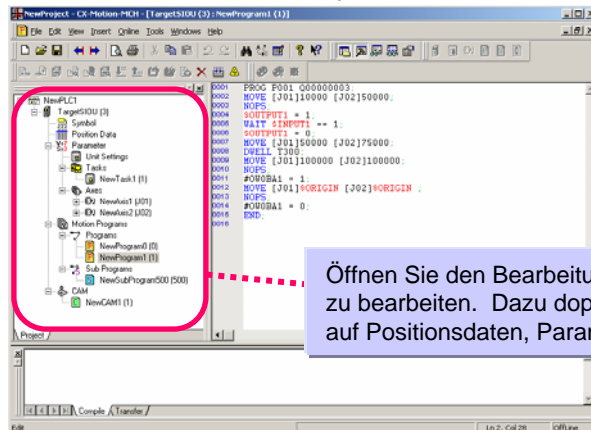 NewProject - CX-Motion-MCH - [TargetSIOU (3) : NewProgram1 (1)]
File Edit View Insert Online Tools Windows Help
NewPLC1
TargetSIOU (3)
Symbol
Position Data
Parameter
Unit Settings
Tasks
NewTask1 (1)
Axes
NewAxis1 (J01)
NewAxis2 (J02)
Motion Programs
Programs
NewProgram0 (0)
NewProgram1 (1)
Sub Programs
NewSubProgram500 (500)
CAM
NewCAM1 (1)
Project
0001 PROG P001 Q00000003;
0002 MOVE [J01]10000 [J02]50000;
0003 NOPS;
0004 $OUTPUT1 = 1;
0005 WAIT $INPUT1 == 1;
0006 $OUTPUT1 = 0;
0007 MOVE [J01]50000 [J02]75000;
0008 DWELL T300;
0009 MOVE [J01]100000 [J02]100000;
0010 NOPS;
0011 #OW0BA1 = 1;
0012 MOVE [J01]$ORIGIN [J02]$ORIGIN ;
0013 NOPS;
0014 #OW0BA1 = 0;
0015 END;
0016
Öffnen Sie den Bearbeitu
zu bearbeiten. Dazu dop
auf Positionsdaten, Paran
Compile Transfer
Edit Ln 2, Col 28 OffLine